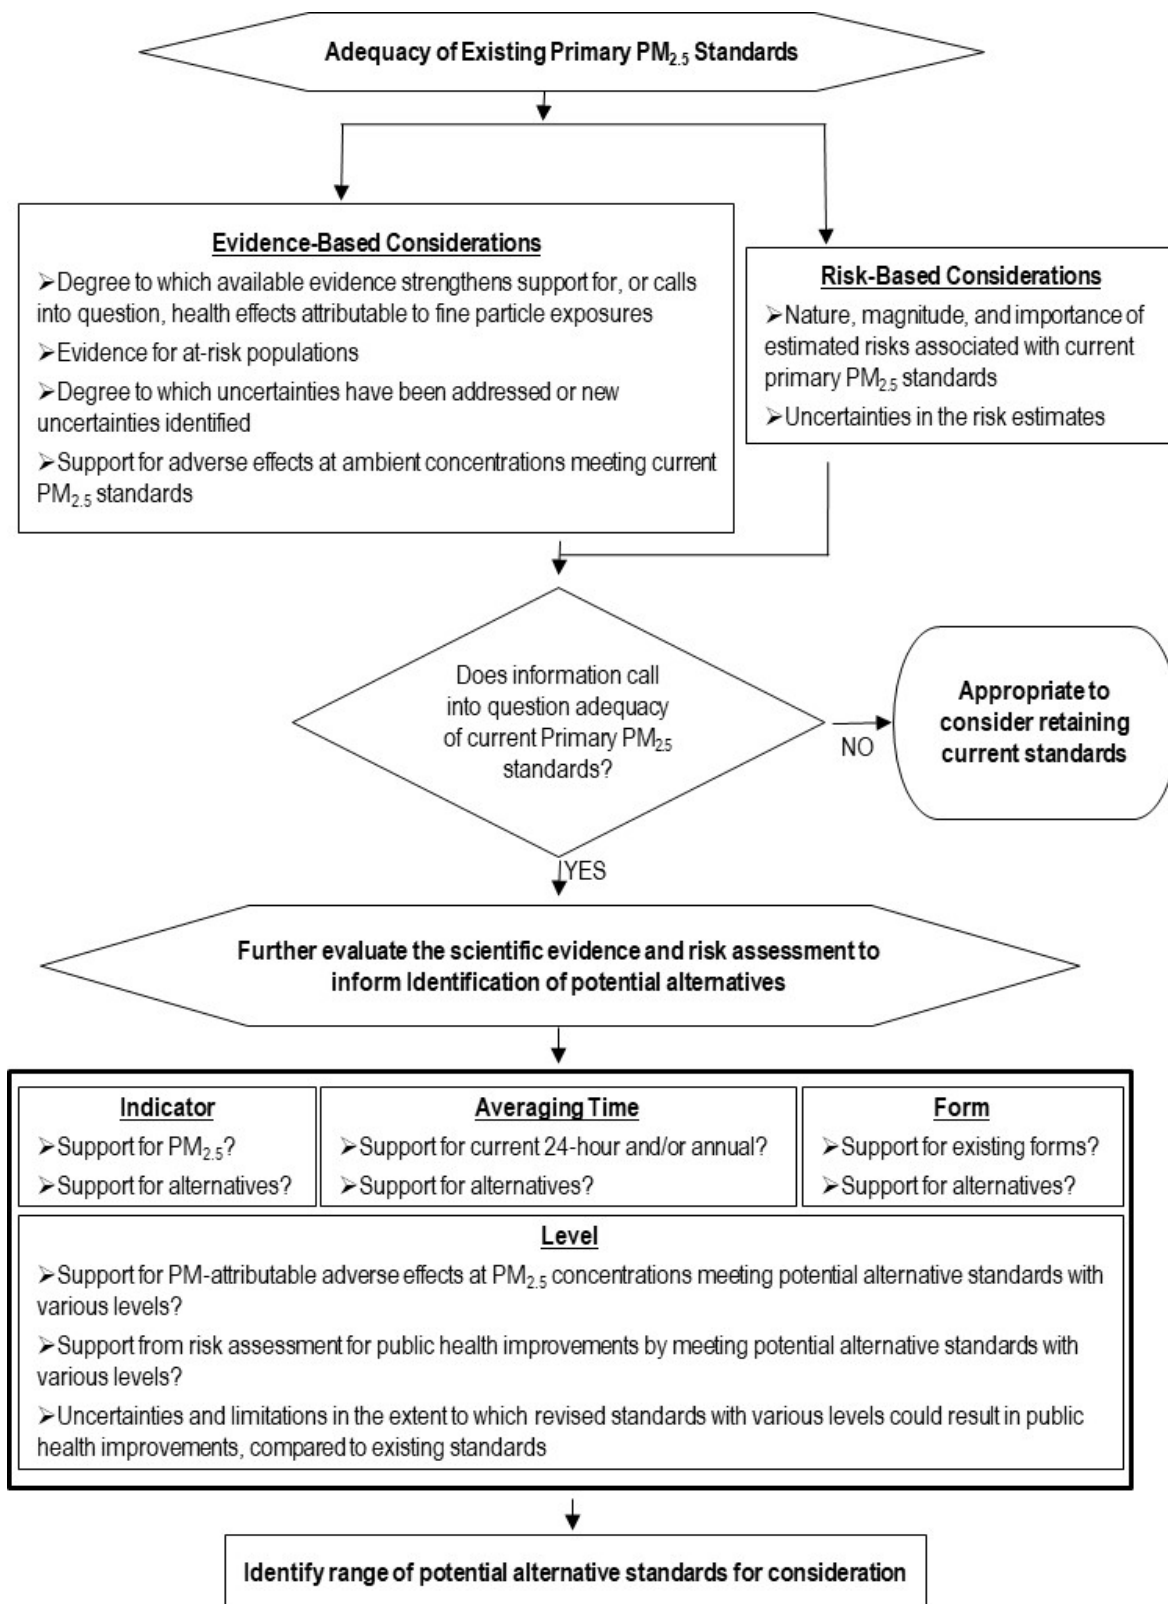 Adequacy of Existing Primary PM2.5 Standards
Evidence-Based Considerations
➢Degree to which available evidence strengthens support for, or calls
into question, health effects attributable to fine particle exposures
➢Evidence for at-risk populations
➢Degree to which uncertainties have been addressed or new
uncertainties identified
➢Support for adverse effects at ambient concentrations meeting current
PM2.5 standards
Risk-Based Considerations
➢Nature, magnitude, and importance of
estimated risks associated with current
primary PM2.5 standards
➢Uncertainties in the risk estimates
Does information call
into question adequacy
of current Primary PM2.5
standards?
NO
Appropriate to
consider retaining
current standards
YES
Further evaluate the scientific evidence and risk assessment to
inform Identification of potential alternatives
Indicator
➢Support for PM2.5?
➢Support for alternatives?
Averaging Time
➢Support for current 24-hour and/or annual?
➢Support for alternatives?
Form
➢Support for existing forms?
➢Support for alternatives?
Level
➢Support for PM-attributable adverse effects at PM2.5 concentrations meeting potential alternative standards with
various levels?
➢Support from risk assessment for public health improvements by meeting potential alternative standards with
various levels?
➢Uncertainties and limitations in the extent to which revised standards with various levels could result in public
health improvements, compared to existing standards
Identify range of potential alternative standards for consideration